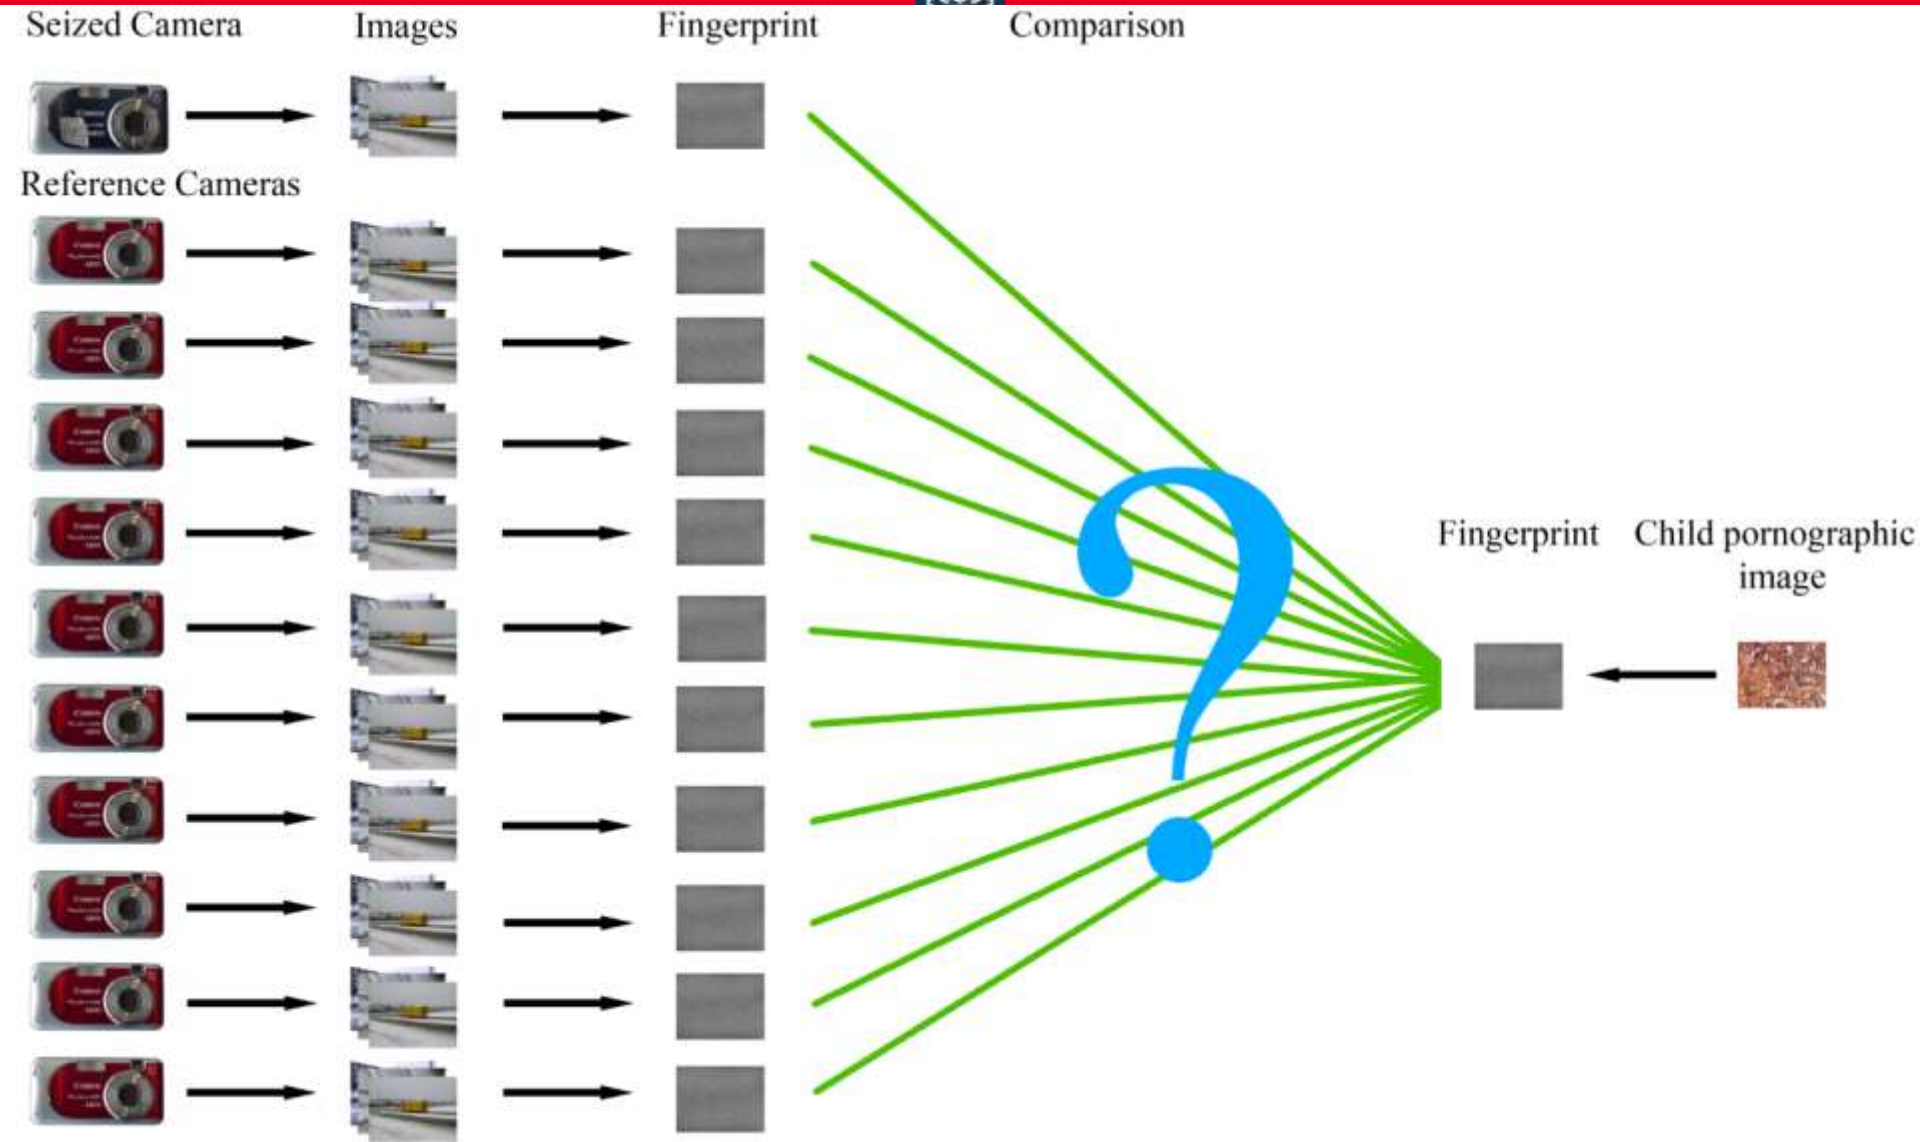 Seized Camera
Images
Fingerprint
Comparison
Reference Cameras
Fingerprint
Child pornographic
image